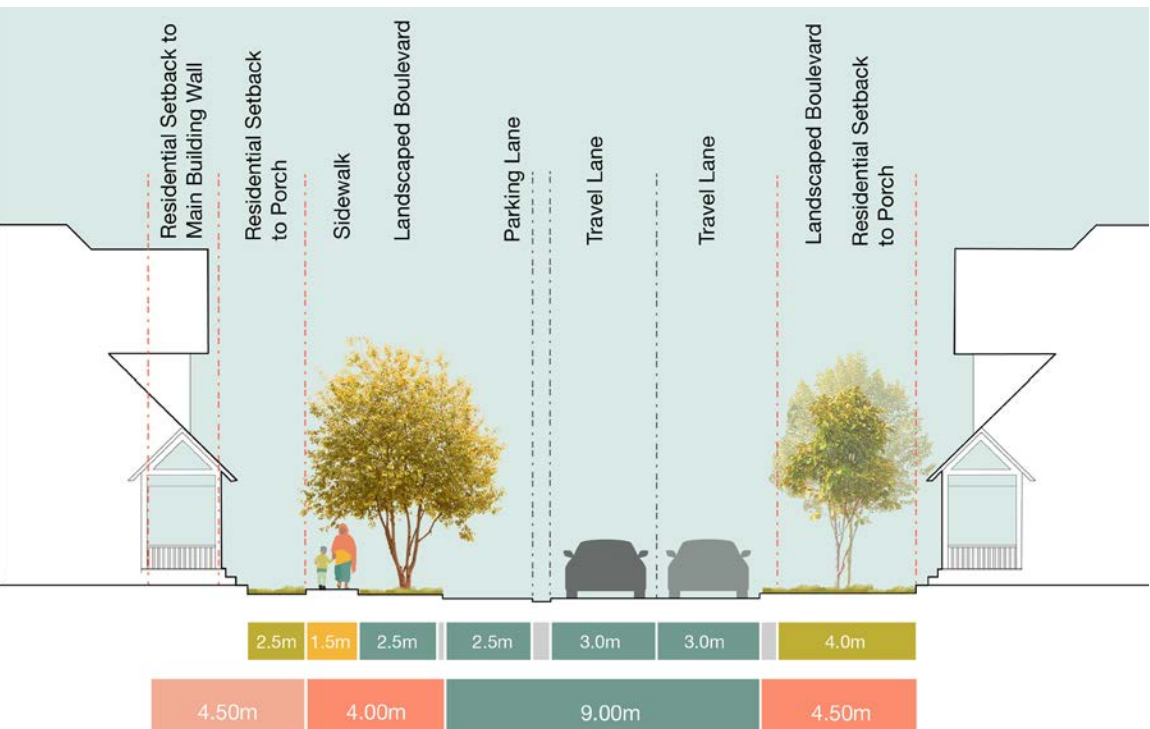 Residential Setback to
Main Building Wall
Residential Setback
to Porch
Sidewalk
Landscaped Boulevard
Parking Lane
Travel Lane
Travel Lane
Landscaped Boulevard
Residential Setback
to Porch
2.5m 1.5m 2.5m 2.5m 3.0m 3.0m 4.0m
4.50m 4.00m 9.00m 4.50m